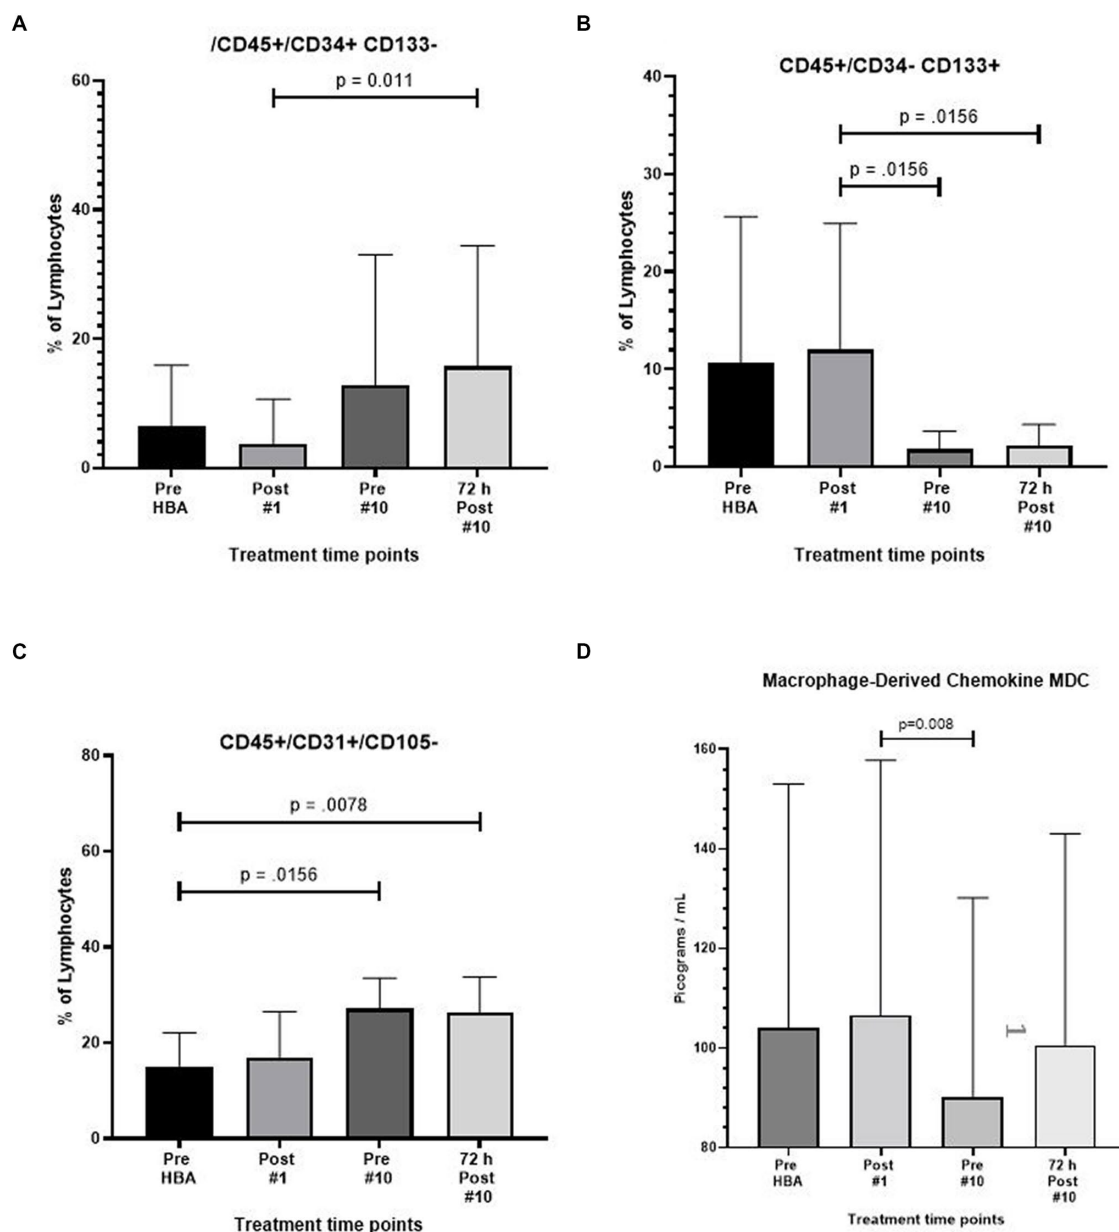 A
/CD45+/CD34+ CD133-
p = 0.011
60
40
20
0
% of Lymphocytes
Pre HBA
Post #1
Pre #10
72 h Post #10
Treatment time points
B
CD45+/CD34- CD133+
p = .0156
p = .0156
40
30
20
10
0
% of Lymphocytes
Pre HBA
Post #1
Pre #10
72 h Post #10
Treatment time points
C
CD45+/CD31+/CD105-
p = .0078
p = .0156
80
60
40
20
0
% of Lymphocytes
Pre HBA
Post #1
Pre #10
72 h Post #10
Treatment time points
D
Macrophage-Derived Chemokine MDC
p=0.008
160
140
120
100
80
Picograms / mL
Pre HBA
Post #1
Pre #10
72 h Post #10
Treatment time points